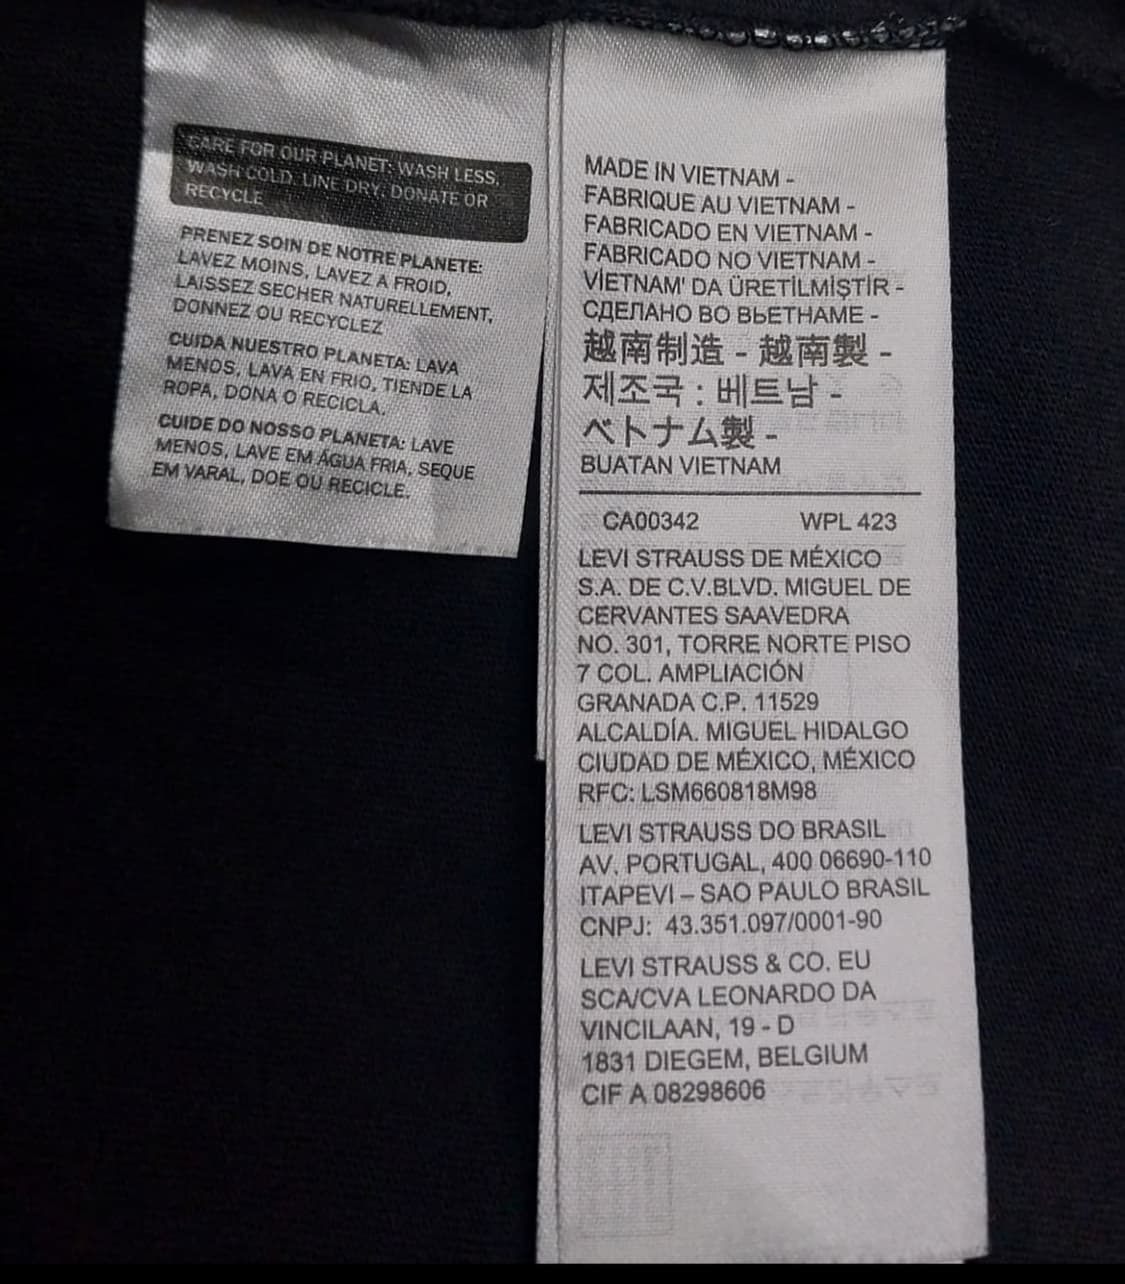 CARE FOR OUR PLANET: WASH LESS,
WASH COLD. LINE DRY. DONATE OR
RECYCLE
PRENEZ SOIN DE NOTRE PLANETE:
LAVEZ MOINS, LAVEZ A FROID,
LAISSEZ SECHER NATURELLEMENT,
DONNEZ OU RECYCLEZ
CUIDA NUESTRO PLANETA: LAVA
MENOS, LAVA EN FRIO, TIENDE LA
ROPA, DONA O RECICLA.
CUIDE DO NOSSO PLANETA: LAVE
MENOS, LAVE EM ÁGUA FRIA, SEQUE
EM VARAL, DOE OU RECICLE.
MADE IN VIETNAM -
FABRIQUE AU VIETNAM -
FABRICADO EN VIETNAM -
FABRICADO NO VIETNAM -
VİETNAM' DA ÜRETİLMİŞTİR -
СДЕЛАНО ВО ВЬЕТНАМЕ -
越南制造 - 越南製 -
제조국 : 베트남 -
ベトナム製 -
BUATAN VIETNAM
CA00342 WPL 423
LEVI STRAUSS DE MÉXICO
S.A. DE C.V.BLVD. MIGUEL DE
CERVANTES SAAVEDRA
NO. 301, TORRE NORTE PISO
7 COL. AMPLIACIÓN
GRANADA C.P. 11529
ALCALDÍA. MIGUEL HIDALGO
CIUDAD DE MÉXICO, MÉXICO
RFC: LSM660818M98
LEVI STRAUSS DO BRASIL
AV. PORTUGAL, 400 06690-110
ITAPEVI – SAO PAULO BRASIL
CNPJ: 43.351.097/0001-90
LEVI STRAUSS & CO. EU
SCA/CVA LEONARDO DA
VINCILAAN, 19 - D
1831 DIEGEM, BELGIUM
CIF A 08298606